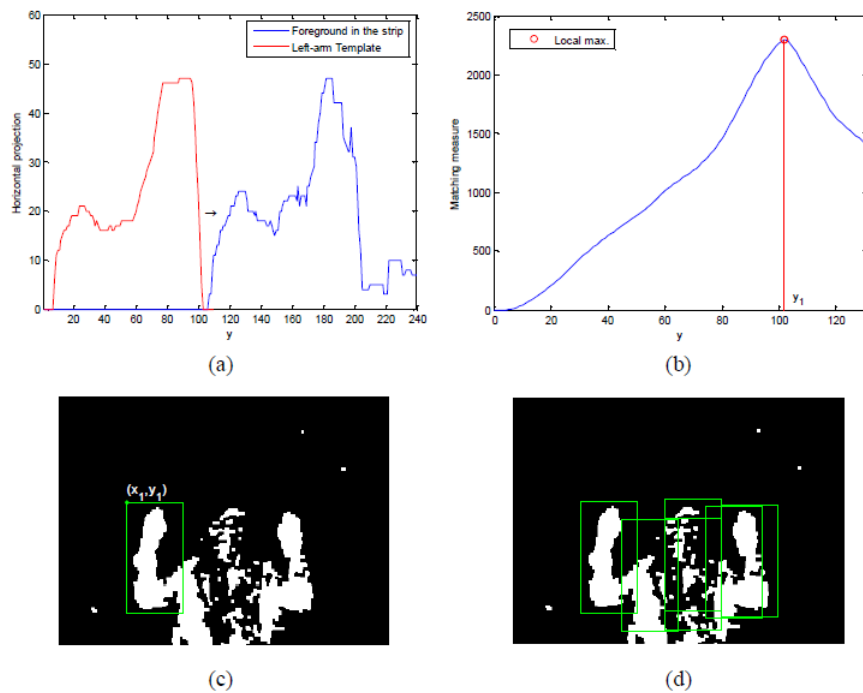 60
50
40
30
20
10
0
Horizontal projection
Foreground in the strip
Left-arm Template
→
20 40 60 80 100 120 140 160 180 200 220 240
y
(a)
2500
2000
1500
1000
500
0
Matching measure
Local max.
y1
0 20 40 60 80 100 120
y
(b)
(x1,y1)
(c)
(d)